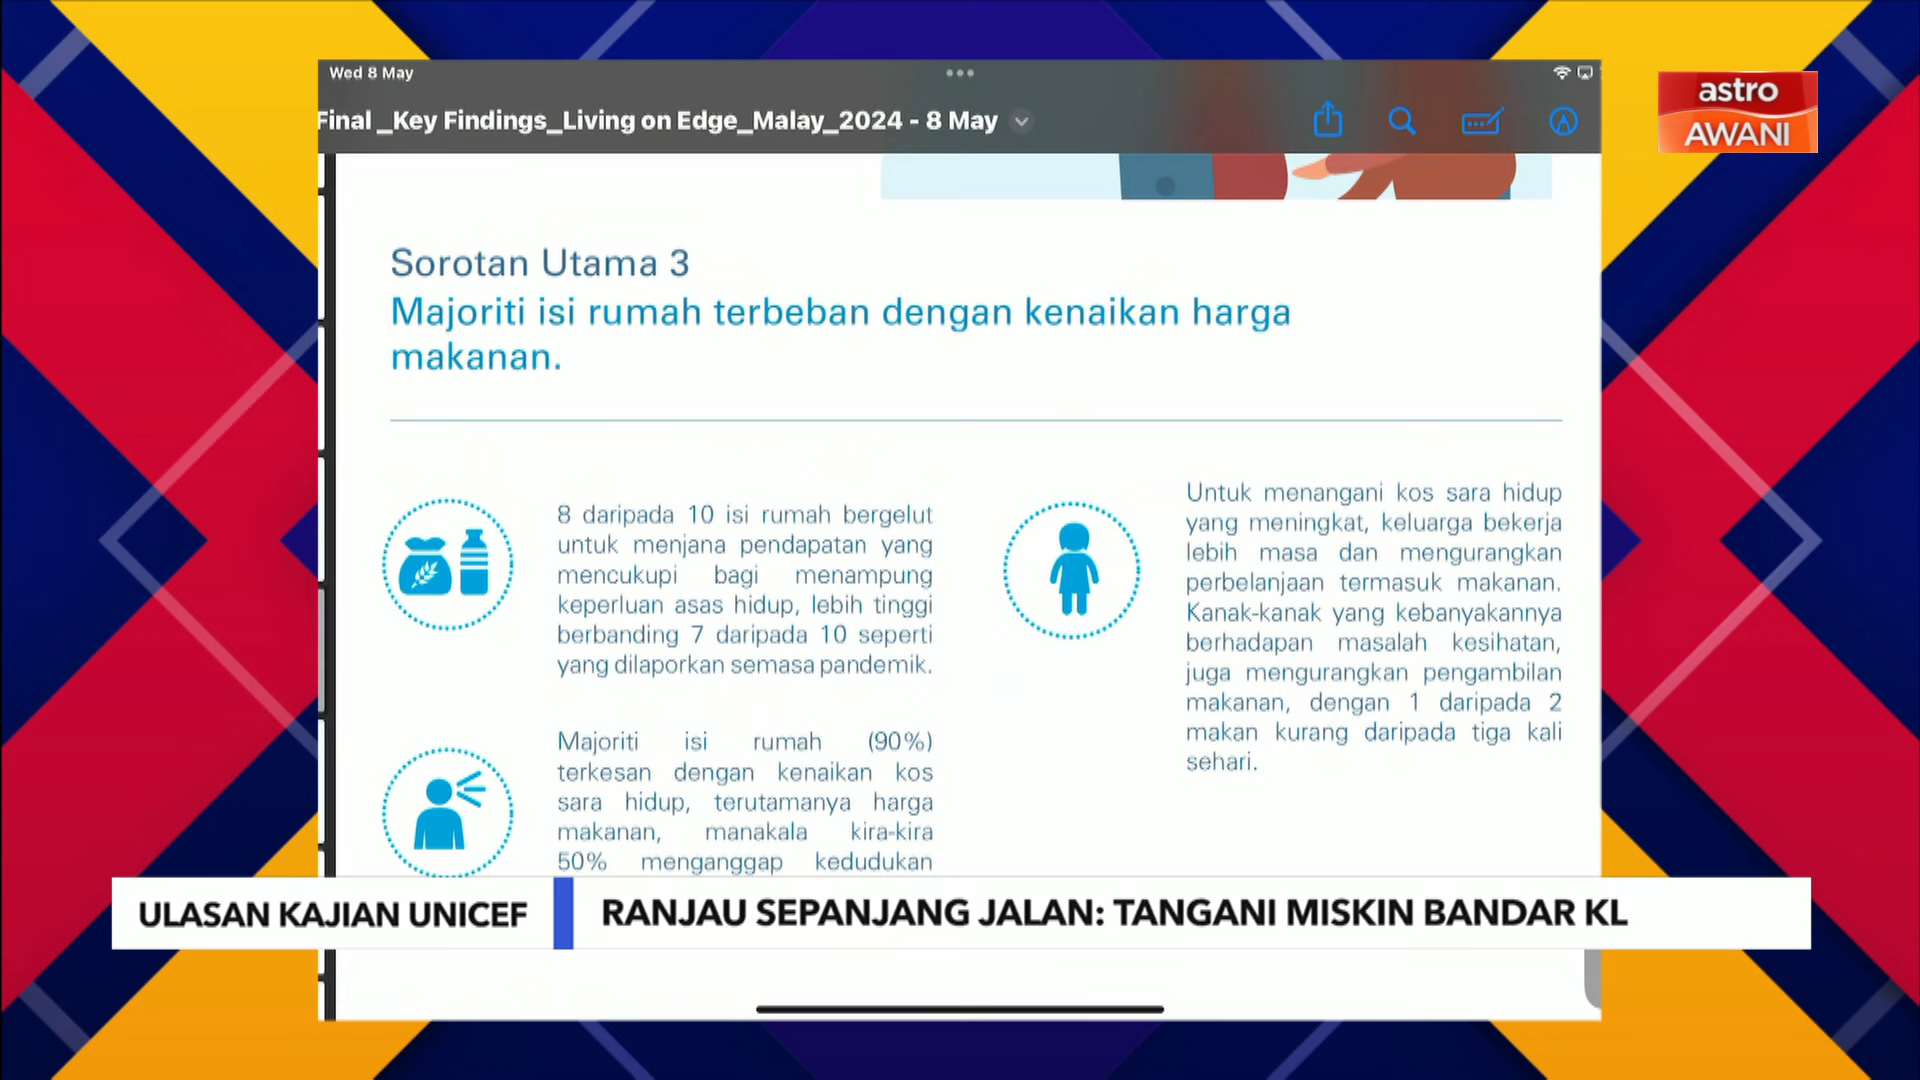 Wed 8 May
Final _Key Findings_Living on Edge_Malay_2024 - 8 May
astro
AWANI
Sorotan Utama 3
Majoriti isi rumah terbeban dengan kenaikan harga
makanan.
8 daripada 10 isi rumah bergelut
untuk menjana pendapatan yang
mencukupi bagi menampung
keperluan asas hidup, lebih tinggi
berbanding 7 daripada 10 seperti
yang dilaporkan semasa pandemik.
Majoriti isi rumah (90%)
terkesan dengan kenaikan kos
sara hidup, terutamanya harga
makanan, manakala kira-kira
50% menganggap kedudukan
Untuk menangani kos sara hidup
yang meningkat, keluarga bekerja
lebih masa dan mengurangkan
perbelanjaan termasuk makanan.
Kanak-kanak yang kebanyakannya
berhadapan masalah kesihatan,
juga mengurangkan pengambilan
makanan, dengan 1 daripada 2
makan kurang daripada tiga kali
sehari.
ULASAN KAJIAN UNICEF
RANJAU SEPANJANG JALAN: TANGANI MISKIN BANDAR KL